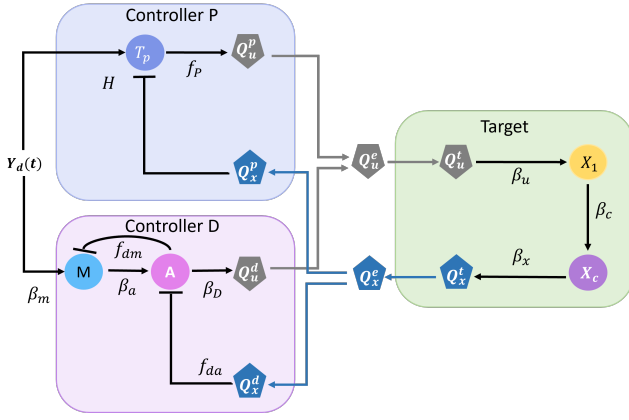 Controller P
T_p
f_P
Q_u^p
H
Q_x^p
Y_d(t)
Q_u^e
Target
Q_u^t
β_u
X_1
β_c
Controller D
f_dm
M
β_a
A
β_D
Q_u^d
β_m
Q_x^e
Q_x^t
β_x
X_c
f_da
Q_x^d